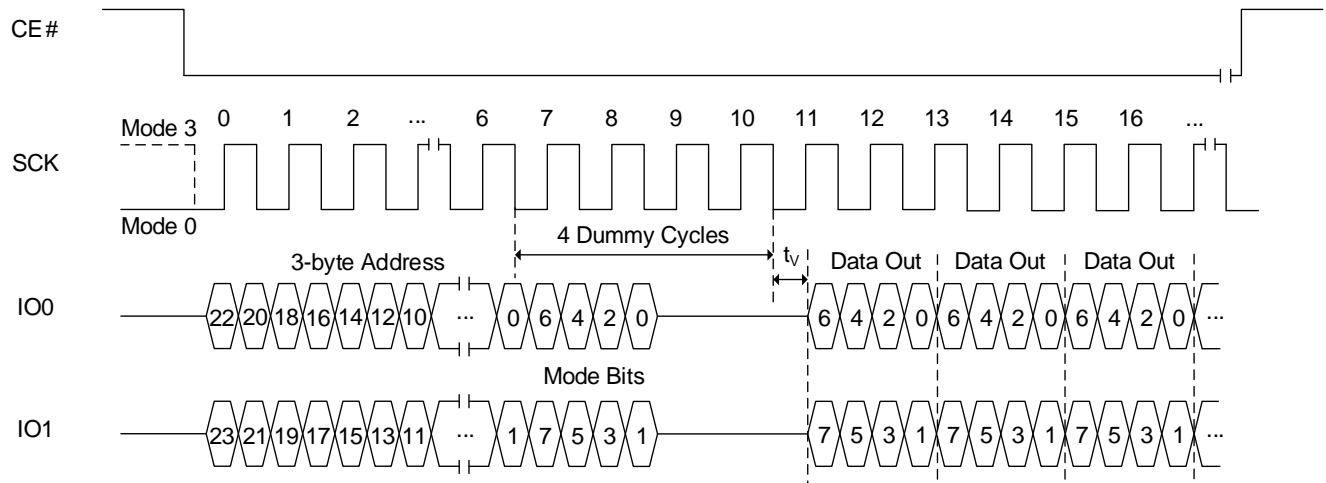 CE#
0 1 2 ... 6 7 8 9 10 11 12 13 14 15 16 ...
Mode 3
SCK
Mode 0
4 Dummy Cycles
3-byte Address tV Data Out Data Out Data Out
IO0 22 20 18 16 14 12 10 ... 0 6 4 2 0 6 4 2 0 6 4 2 0 6 4 2 0 ...
Mode Bits
IO1 23 21 19 17 15 13 11 ... 1 7 5 3 1 7 5 3 1 7 5 3 1 7 5 3 1 ...